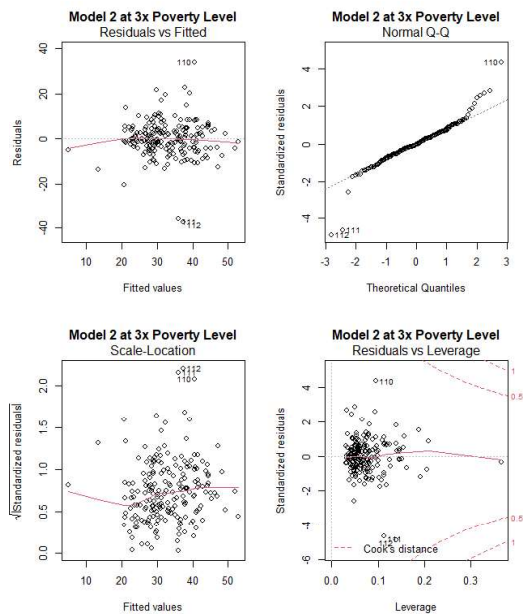 Model 2 at 3x Poverty Level
Residuals vs Fitted
Residuals
40
20
0
-20
-40
110
111
112
10 20 30 40 50
Fitted values
Model 2 at 3x Poverty Level
Normal Q-Q
Standardized residuals
4
2
0
-2
-4
110
111
112
-3 -2 -1 0 1 2 3
Theoretical Quantiles
Model 2 at 3x Poverty Level
Scale-Location
√|Standardized residuals|
2.0
1.5
1.0
0.5
0.0
112
111
110
10 20 30 40 50
Fitted values
Model 2 at 3x Poverty Level
Residuals vs Leverage
Standardized residuals
4
2
0
-2
-4
-6
110
1
0.5
0.5
1
112
Cook's distance
0.0 0.1 0.2 0.3
Leverage